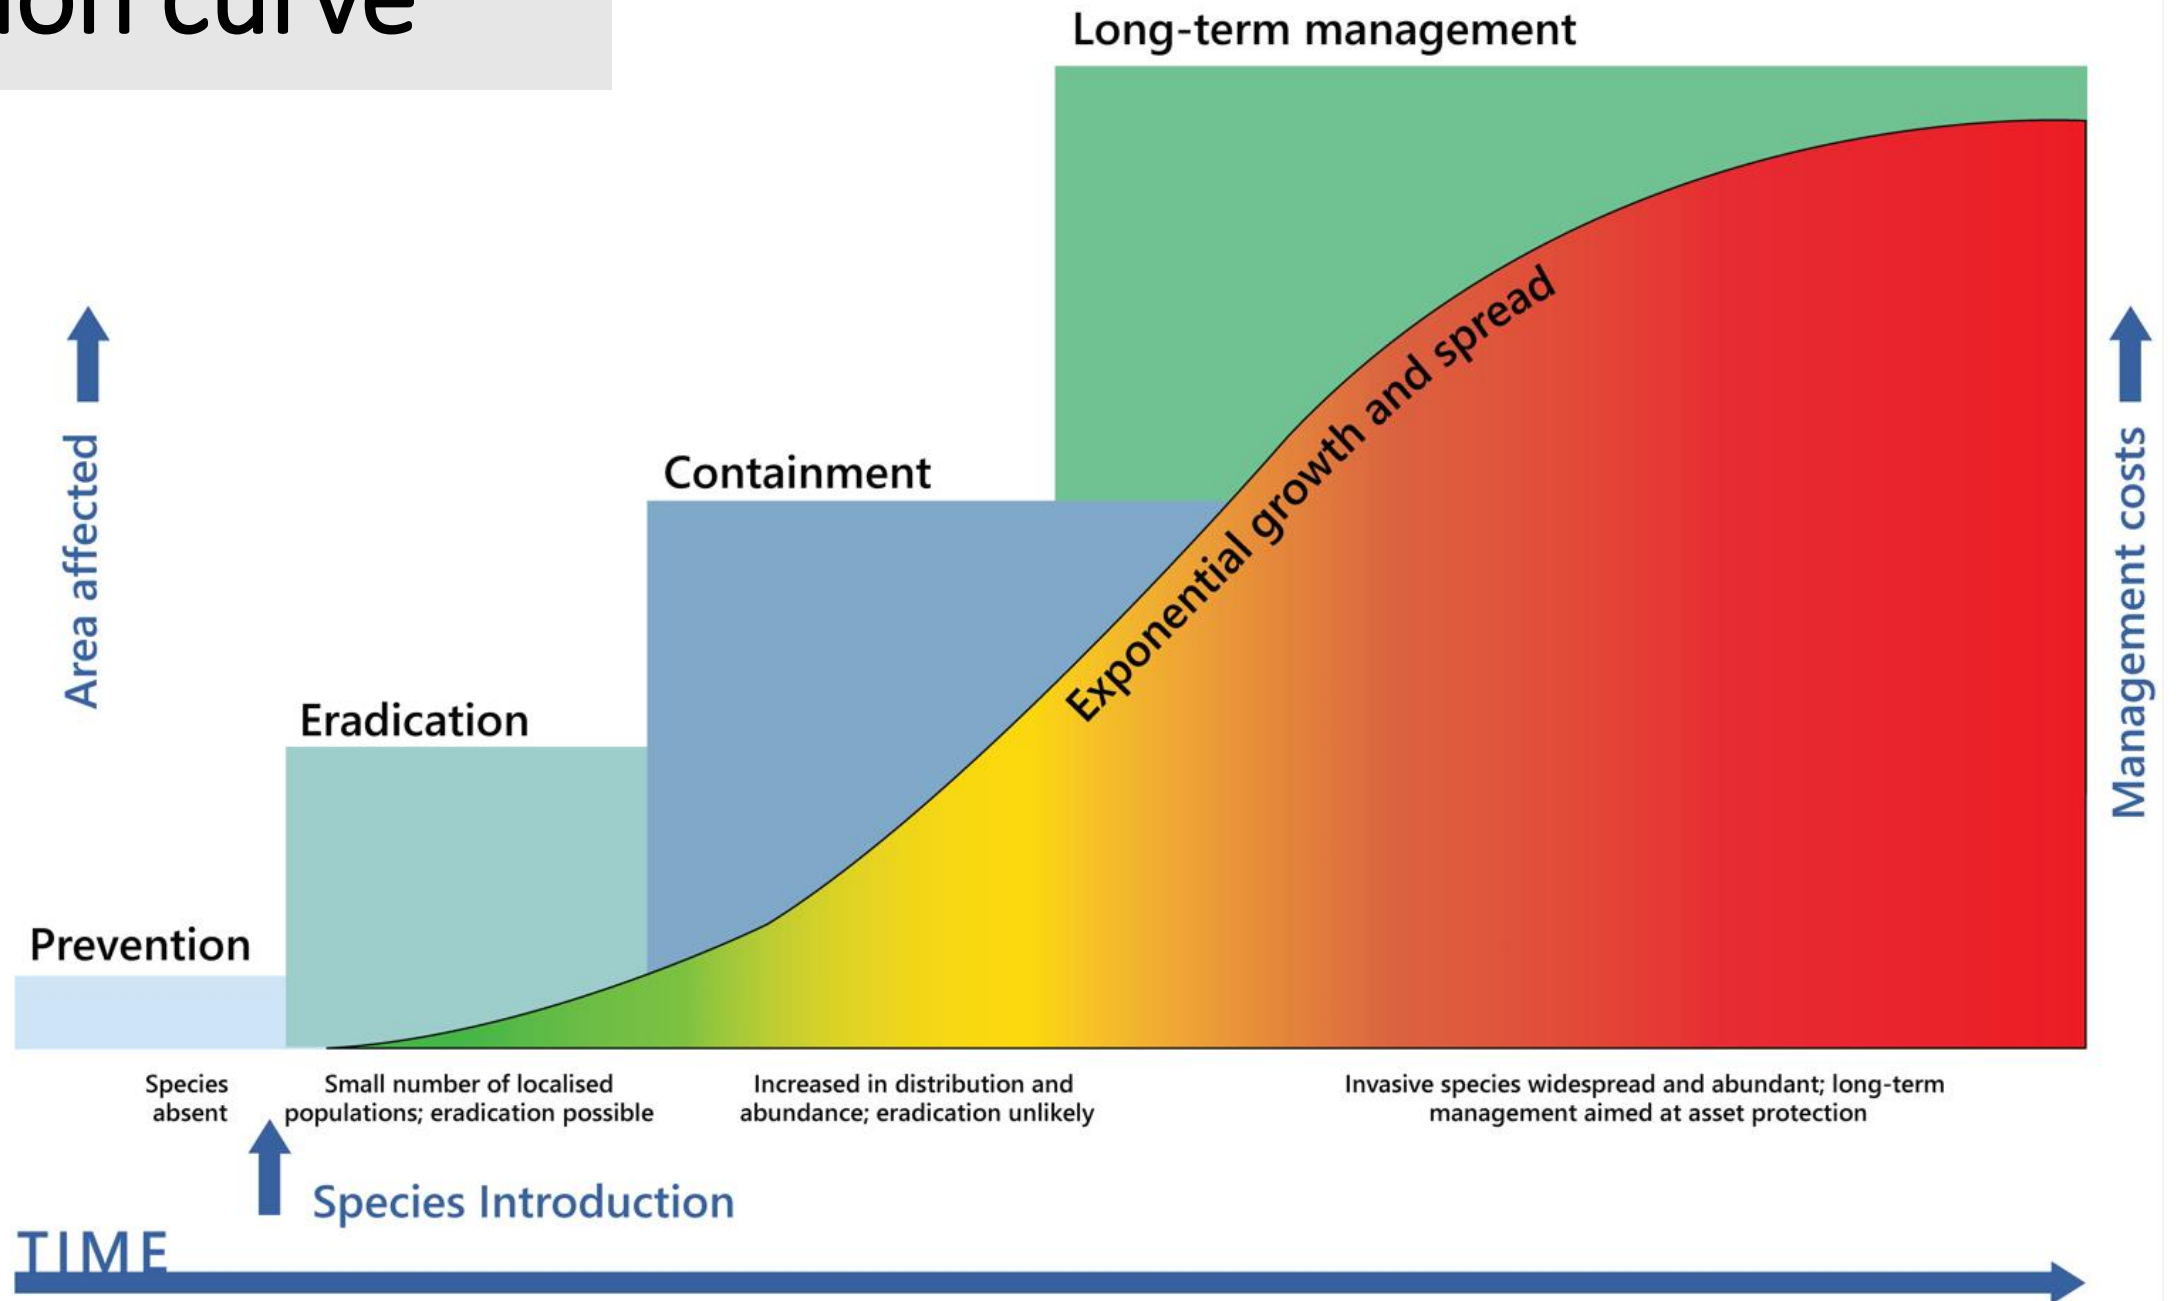 ion curve
Long-term management
Containment
Eradication
Prevention
Area affected
Exponential growth and spread
Management costs
Species
absent
Small number of localised
populations; eradication possible
Increased in distribution and
abundance; eradication unlikely
Invasive species widespread and abundant; long-term
management aimed at asset protection
Species Introduction
TIME